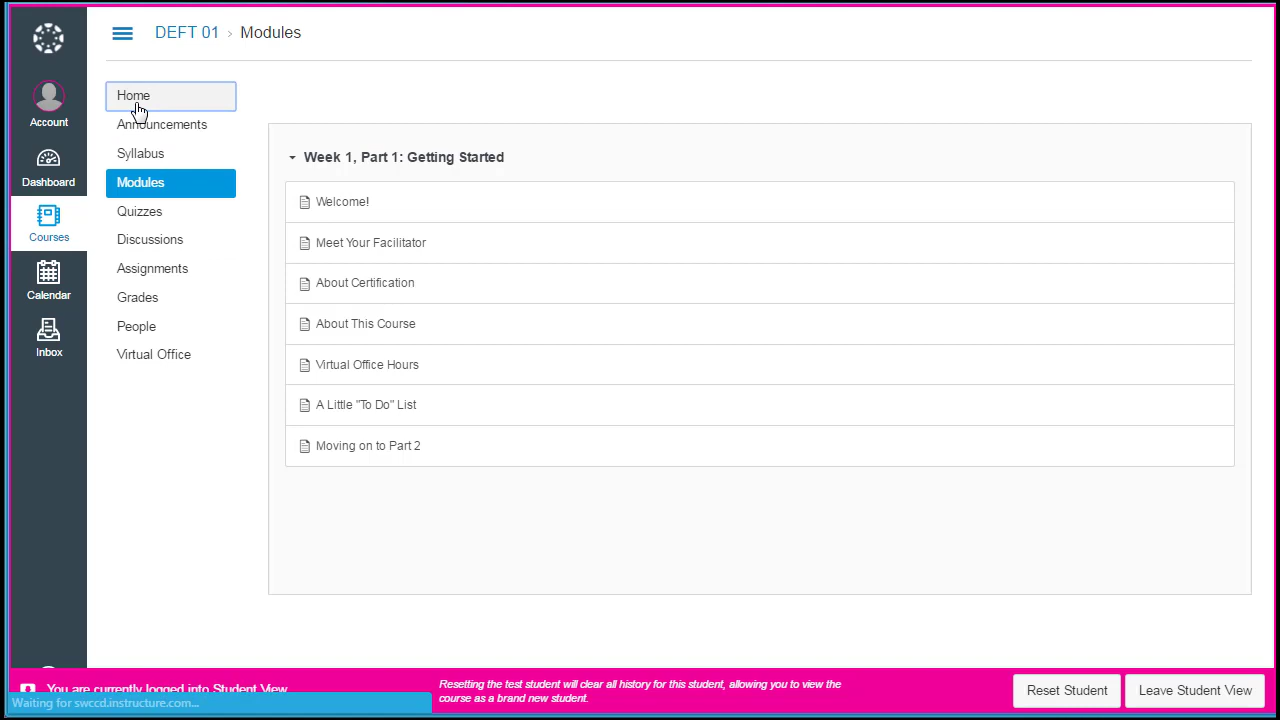 DEFT 01 › Modules
Account
Dashboard
Courses
Calendar
Inbox
Home
Announcements
Syllabus
Modules
Quizzes
Discussions
Assignments
Grades
People
Virtual Office
Week 1, Part 1: Getting Started
Welcome!
Meet Your Facilitator
About Certification
About This Course
Virtual Office Hours
A Little "To Do" List
Moving on to Part 2
You are currently logged into Student View
Resetting the test student will clear all history for this student, allowing you to view the
course as a brand new student.
Reset Student
Leave Student View
Waiting for swccd.instructure.com...